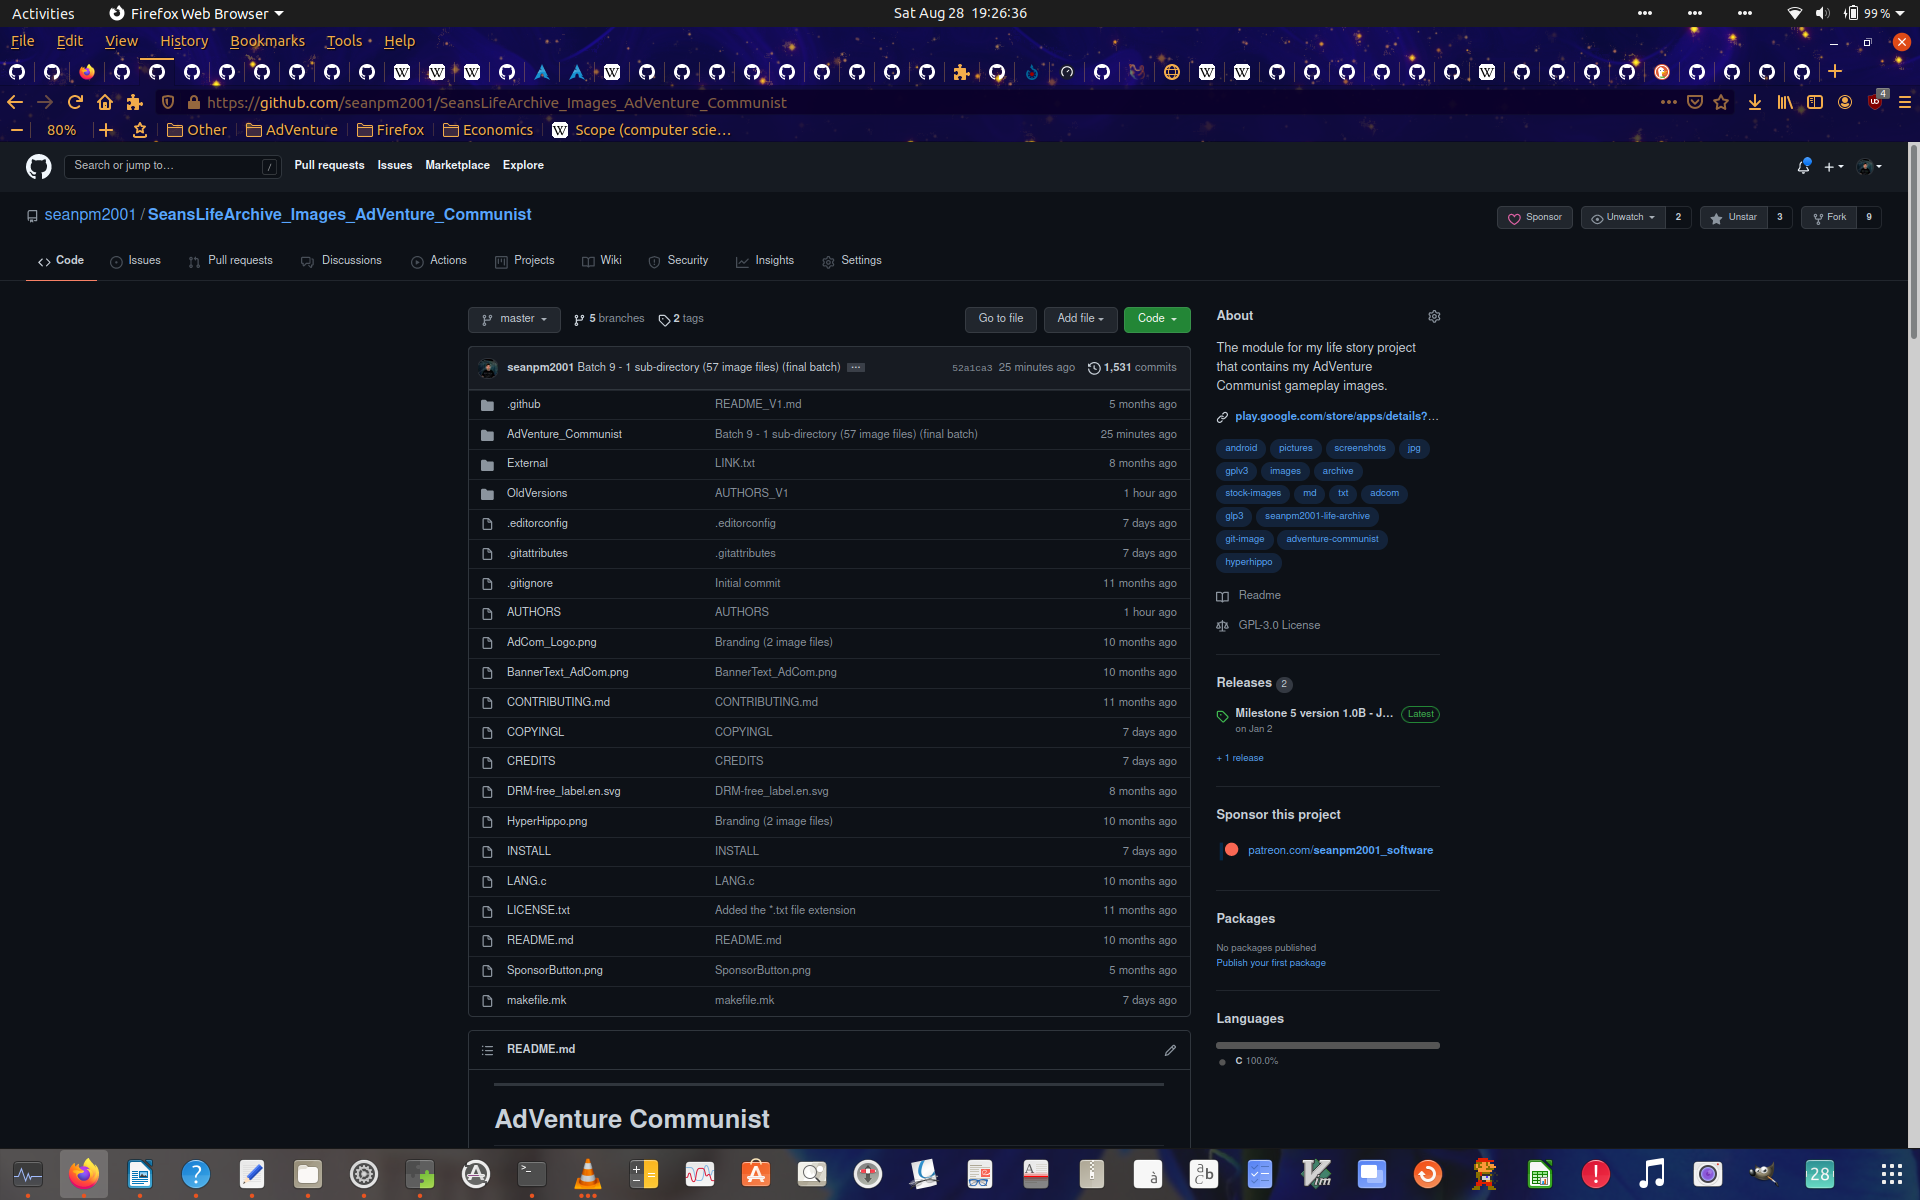 Activities
Firefox Web Browser
Sat Aug 28 19:26:36
99 %
File Edit View History Bookmarks Tools Help
https://github.com/seanpm2001/SeansLifeArchive_Images_AdVenture_Communist
4
80%
Other AdVenture Firefox Economics Scope (computer scie…
Search or jump to…
/
Pull requests Issues Marketplace Explore
seanpm2001 / SeansLifeArchive_Images_AdVenture_Communist
Sponsor Unwatch 2 Unstar 3 Fork 9
Code Issues Pull requests Discussions Actions Projects Wiki Security Insights Settings
master 5 branches 2 tags Go to file Add file Code
seanpm2001 Batch 9 - 1 sub-directory (57 image files) (final batch) ... 52a1ca3 25 minutes ago 1,531 commits
.github README_V1.md 5 months ago
AdVenture_Communist Batch 9 - 1 sub-directory (57 image files) (final batch) 25 minutes ago
External LINK.txt 8 months ago
OldVersions AUTHORS_V1 1 hour ago
.editorconfig .editorconfig 7 days ago
.gitattributes .gitattributes 7 days ago
.gitignore Initial commit 11 months ago
AUTHORS AUTHORS 1 hour ago
AdCom_Logo.png Branding (2 image files) 10 months ago
BannerText_AdCom.png BannerText_AdCom.png 10 months ago
CONTRIBUTING.md CONTRIBUTING.md 11 months ago
COPYINGL COPYINGL 7 days ago
CREDITS CREDITS 7 days ago
DRM-free_label.en.svg DRM-free_label.en.svg 8 months ago
HyperHippo.png Branding (2 image files) 10 months ago
INSTALL INSTALL 7 days ago
LANG.c LANG.c 10 months ago
LICENSE.txt Added the *.txt file extension 11 months ago
README.md README.md 10 months ago
SponsorButton.png SponsorButton.png 5 months ago
makefile.mk makefile.mk 7 days ago
README.md
AdVenture Communist
About
The module for my life story project
that contains my AdVenture
Communist gameplay images.
play.google.com/store/apps/details?…
android pictures screenshots jpg
gplv3 images archive
stock-images md txt adcom
glp3 seanpm2001-life-archive
git-image adventure-communist
hyperhippo
Readme
GPL-3.0 License
Releases 2
Milestone 5 version 1.0B - J… Latest
on Jan 2
+ 1 release
Sponsor this project
patreon.com/seanpm2001_software
Packages
No packages published
Publish your first package
Languages
C 100.0%
28